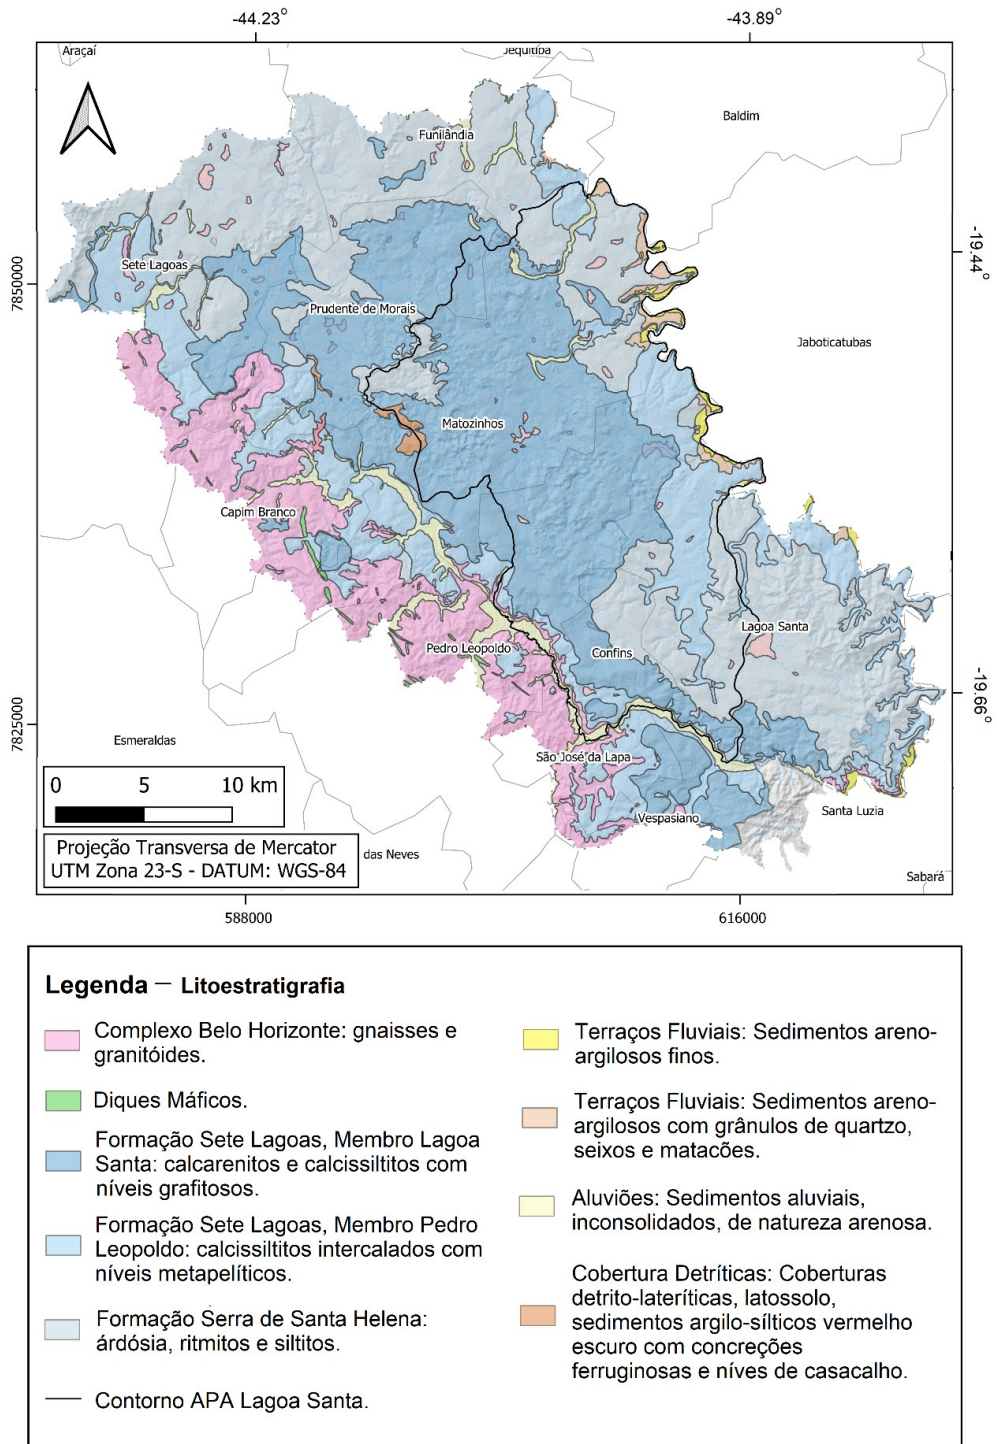 -44.23°
-43.89°
Araçaí
Jequitibá
Baldim
Funilândia
-19.44°
Sete Lagoas
7850000
Prudente de Morais
Jaboticatubas
Matozinhos
Capim Branco
Lagoa Santa
Pedro Leopoldo
Confins
-19.66°
7825000
Esmeraldas
São José da Lapa
0 5 10 km
Santa Luzia
Vespasiano
Projeção Transversa de Mercator
UTM Zona 23-S - DATUM: WGS-84
das Neves
Sabará
588000
616000
Legenda – Litoestratigrafia
Complexo Belo Horizonte: gnaisses e
granitóides.
Diques Máficos.
Formação Sete Lagoas, Membro Lagoa
Santa: calcarenitos e calcissiltitos com
níveis grafitosos.
Formação Sete Lagoas, Membro Pedro
Leopoldo: calcissiltitos intercalados com
níveis metapelíticos.
Formação Serra de Santa Helena:
árdósia, ritmitos e siltitos.
Contorno APA Lagoa Santa.
Terraços Fluviais: Sedimentos areno-
argilosos finos.
Terraços Fluviais: Sedimentos areno-
argilosos com grânulos de quartzo,
seixos e matacões.
Aluviões: Sedimentos aluviais,
inconsolidados, de natureza arenosa.
Cobertura Detríticas: Coberturas
detrito-lateríticas, latossolo,
sedimentos argilo-sílticos vermelho
escuro com concreções
ferruginosas e níves de casacalho.